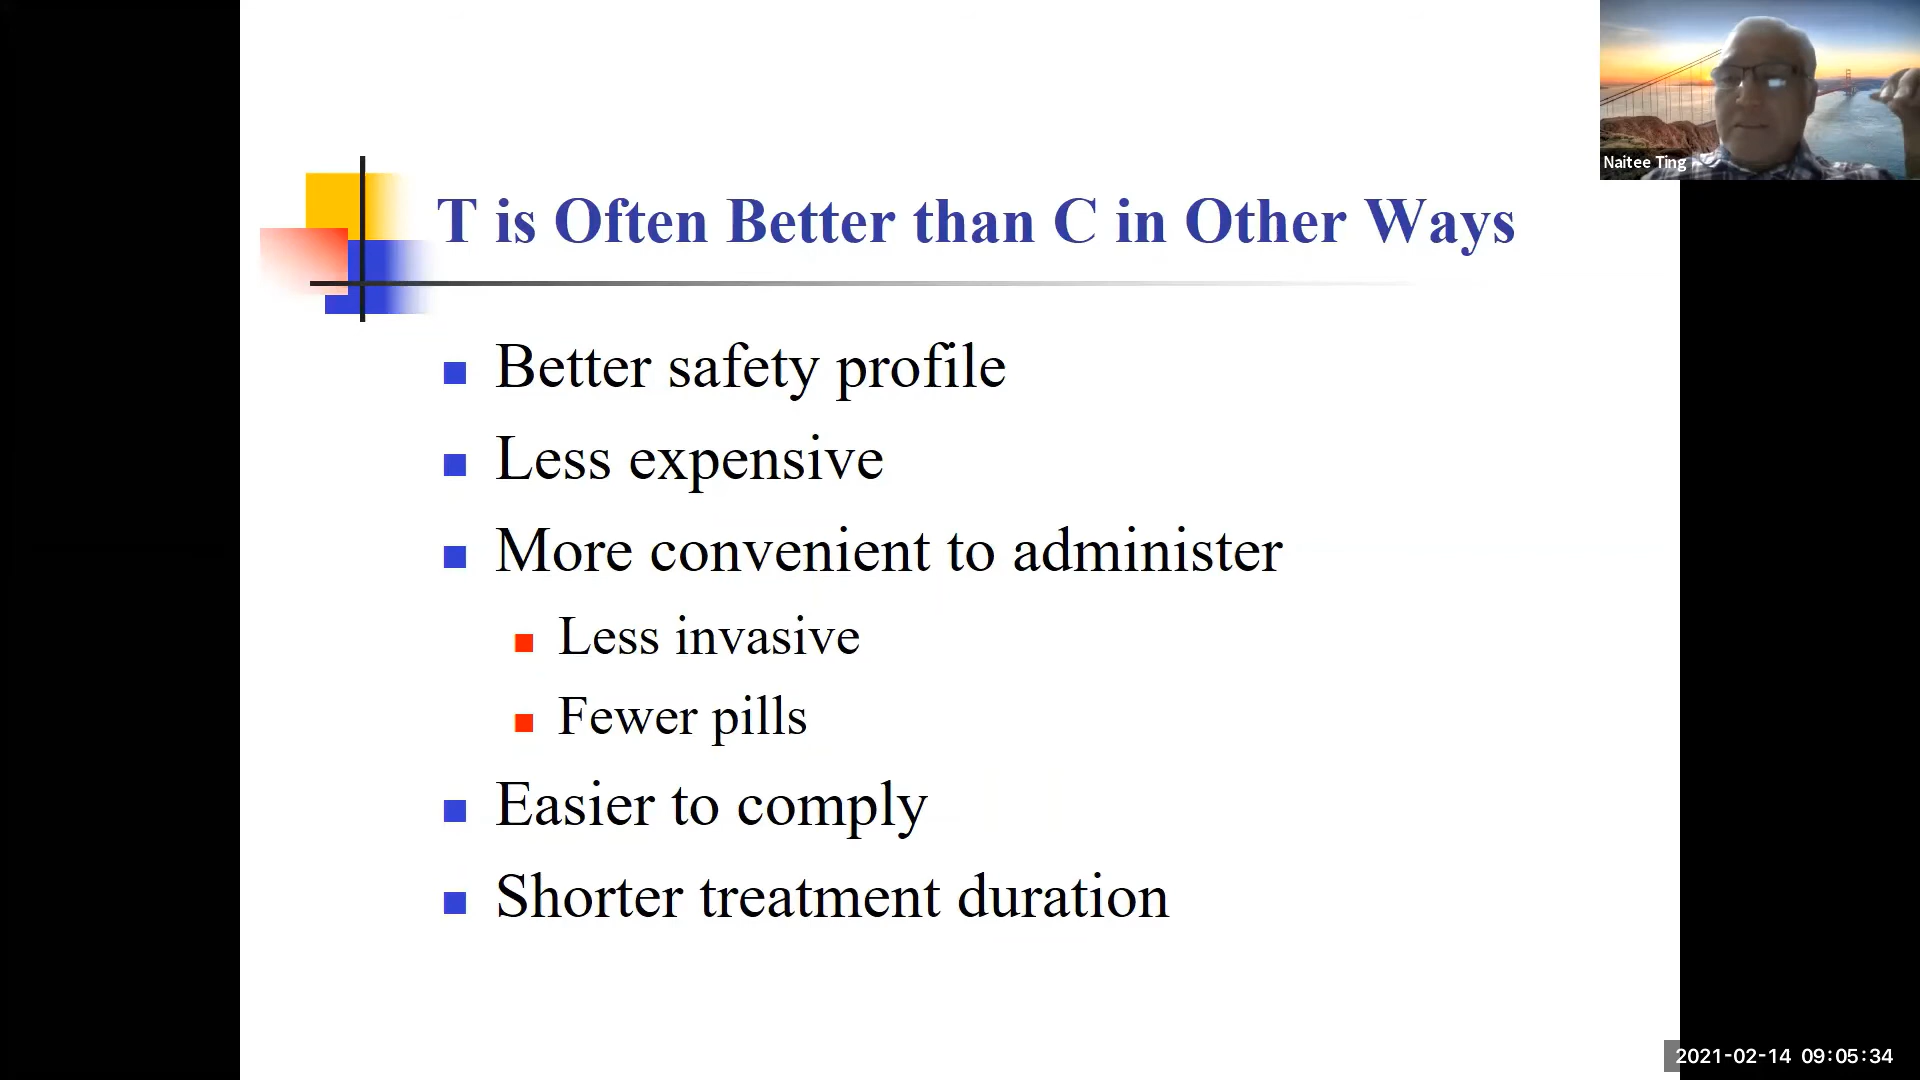 Naitee Ting
T is Often Better than C in Other Ways
Better safety profile
Less expensive
More convenient to administer
Less invasive
Fewer pills
Easier to comply
Shorter treatment duration
2021-02-14 09:05:34